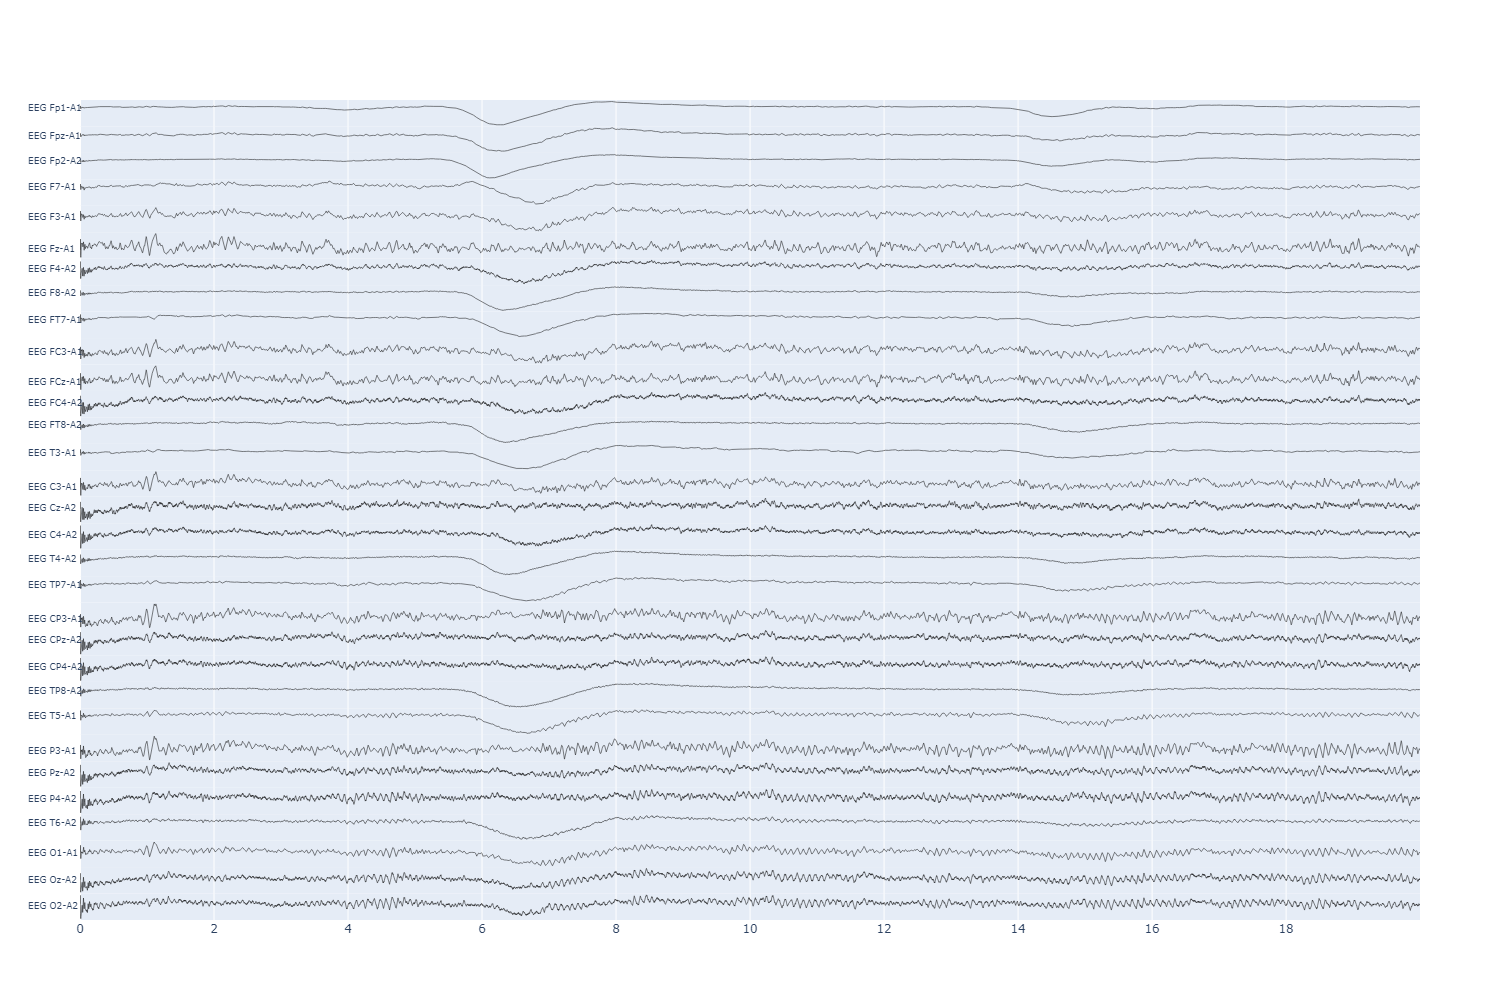 EEG Fp1-A1
EEG Fpz-A1
EEG Fp2-A2
EEG F7-A1
EEG F3-A1
EEG Fz-A1
EEG F4-A2
EEG F8-A2
EEG FT7-A1
EEG FC3-A1
EEG FCz-A1
EEG FC4-A2
EEG FT8-A2
EEG T3-A1
EEG C3-A1
EEG Cz-A2
EEG C4-A2
EEG T4-A2
EEG TP7-A1
EEG CP3-A1
EEG CPz-A2
EEG CP4-A2
EEG TP8-A2
EEG T5-A1
EEG P3-A1
EEG Pz-A2
EEG P4-A2
EEG T6-A2
EEG O1-A1
EEG Oz-A2
EEG O2-A2
0 2 4 6 8 10 12 14 16 18